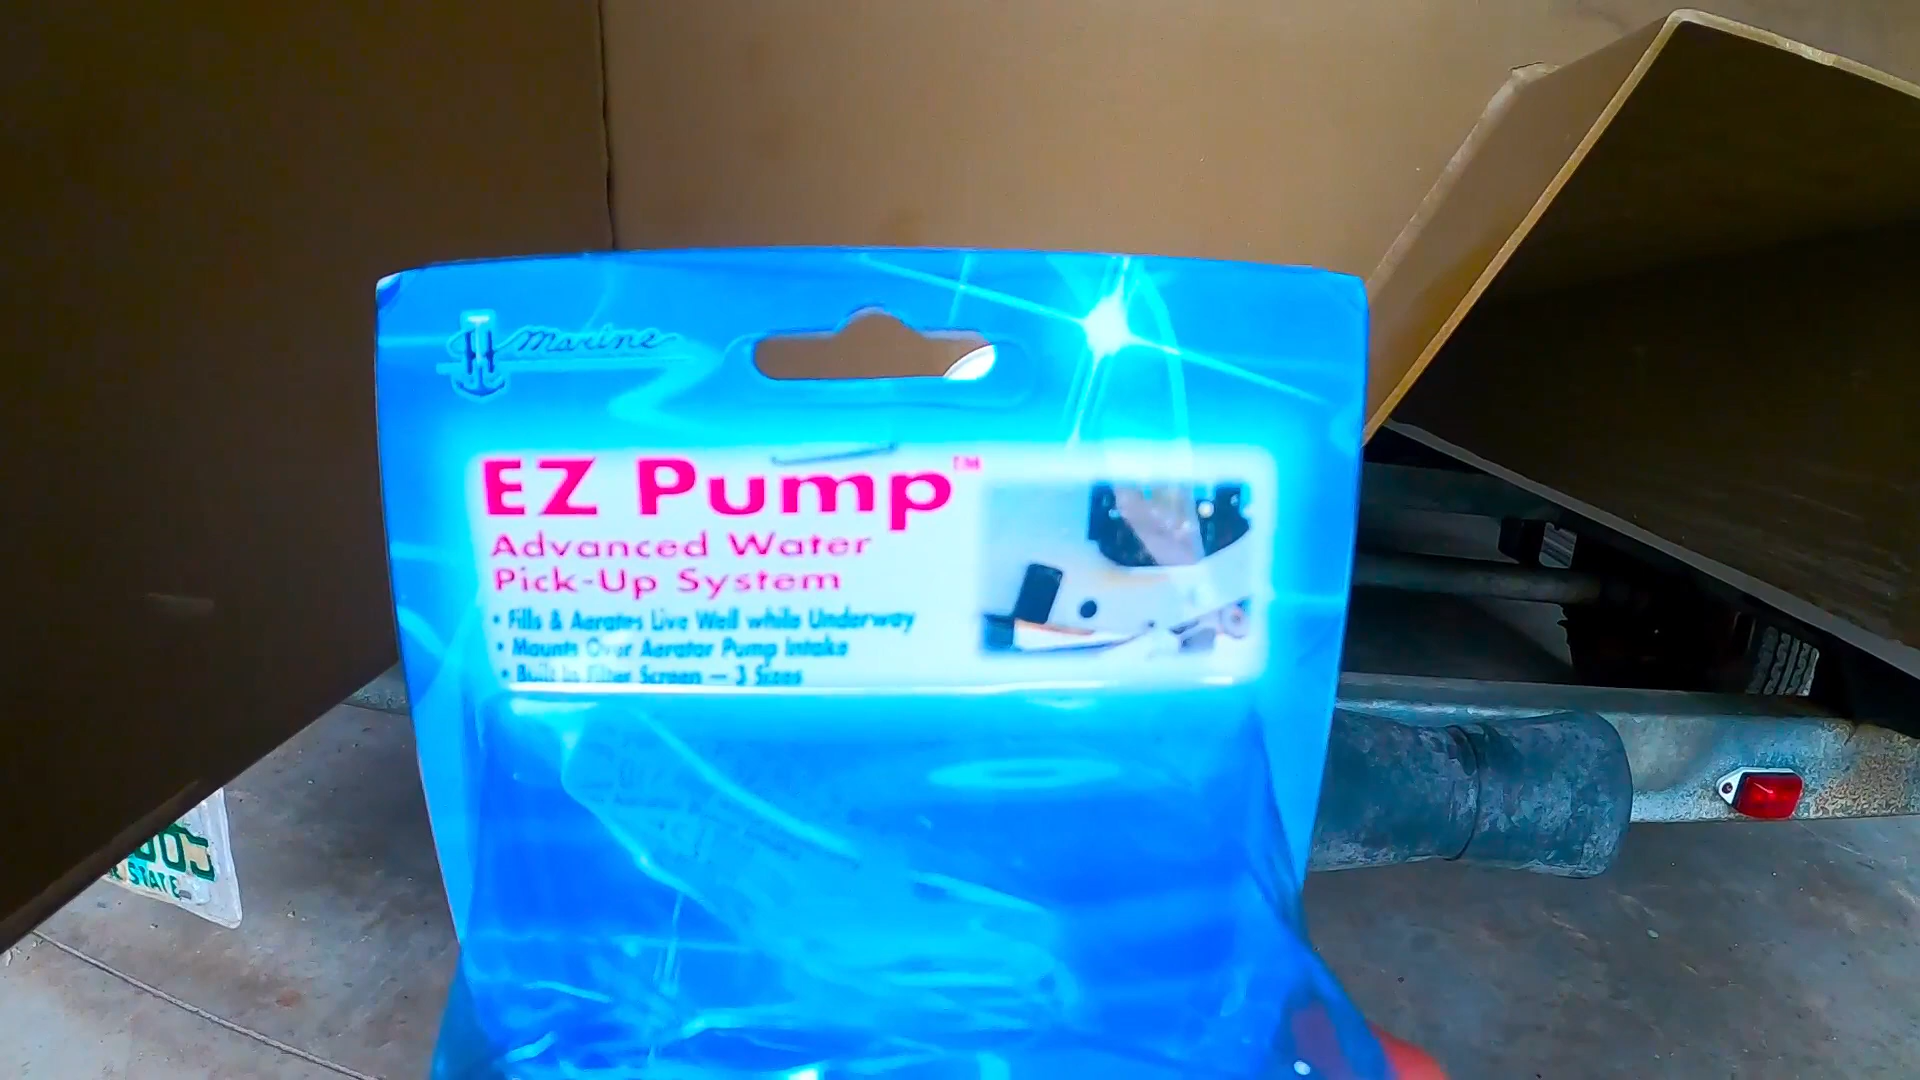 Marine
EZ Pump™
Advanced Water
Pick-Up System
• Fills & Aerates Live Well while Underway
• Mounts Over Aerator Pump Intake
• Built In Filter Screen — 3 Sizes
STATE